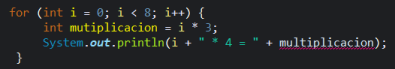 for (int i = 0; i < 8; i++) {
int mutiplicacion = i * 3;
System.out.println(i + " * 4 = " + multiplicacion);
}